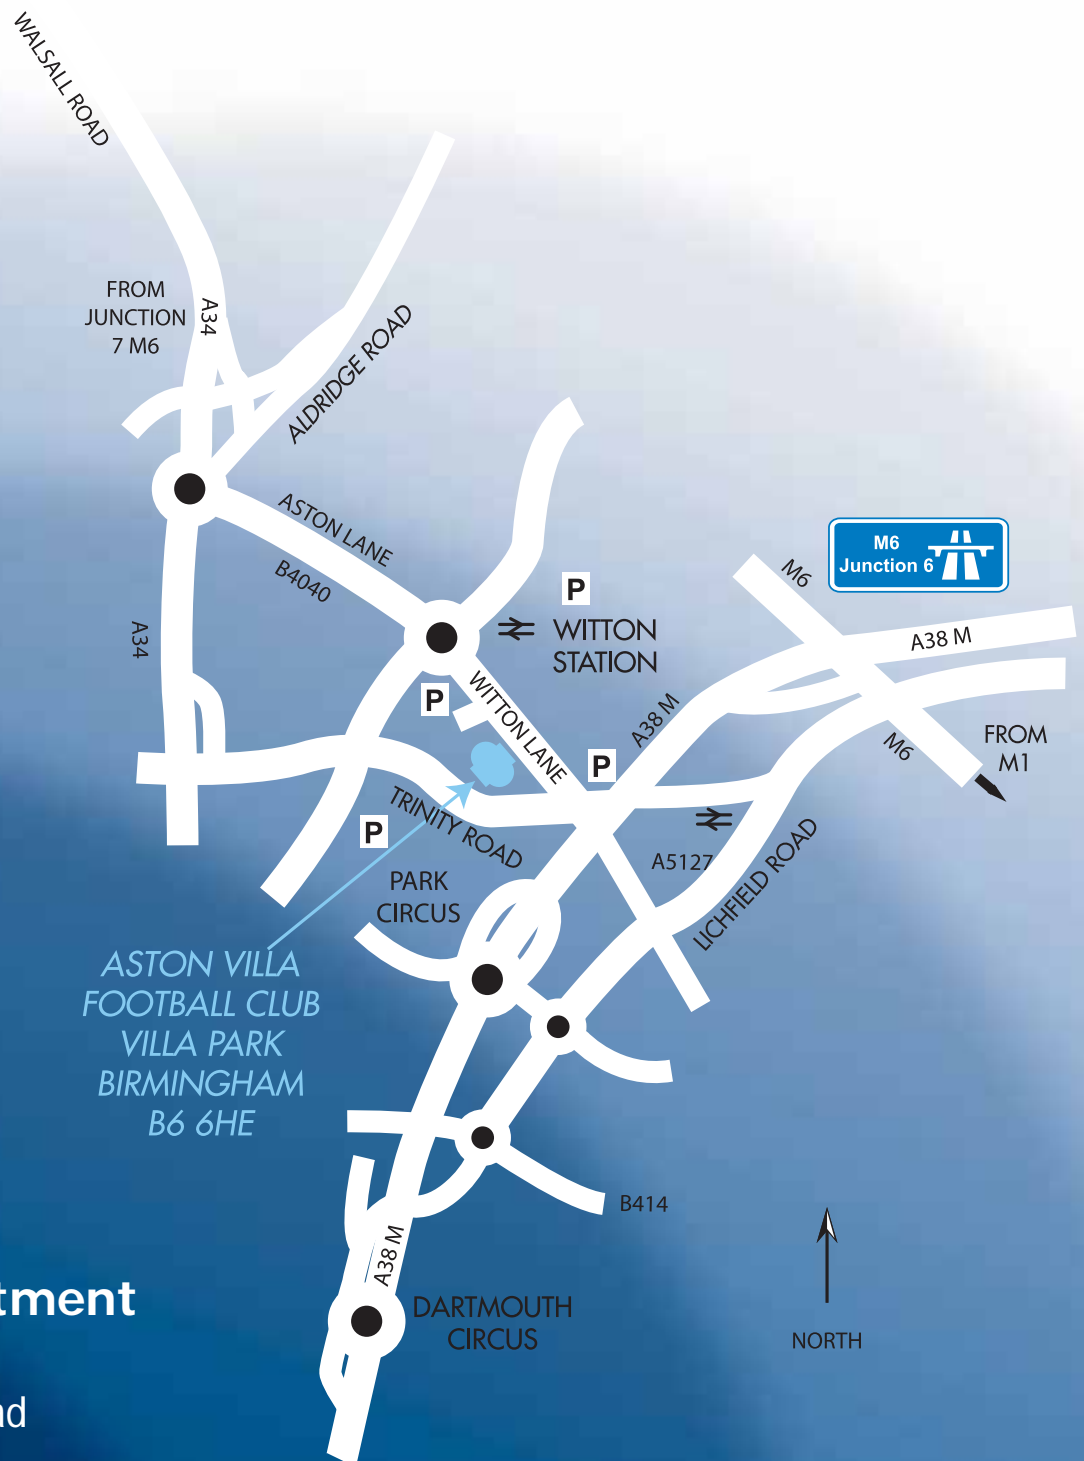 WALSALL ROAD
FROM
JUNCTION
7 M6
A34
ALDRIDGE ROAD
ASTON LANE
B4040
A34
M6
Junction 6
M6
P
WITTON
STATION
A38 M
P
WITTON LANE
A38 M
M6
FROM
M1
P
TRINITY ROAD
P
A5127
LICHFIELD ROAD
PARK
CIRCUS
ASTON VILLA
FOOTBALL CLUB
VILLA PARK
BIRMINGHAM
B6 6HE
B414
A38 M
tment
DARTMOUTH
CIRCUS
NORTH